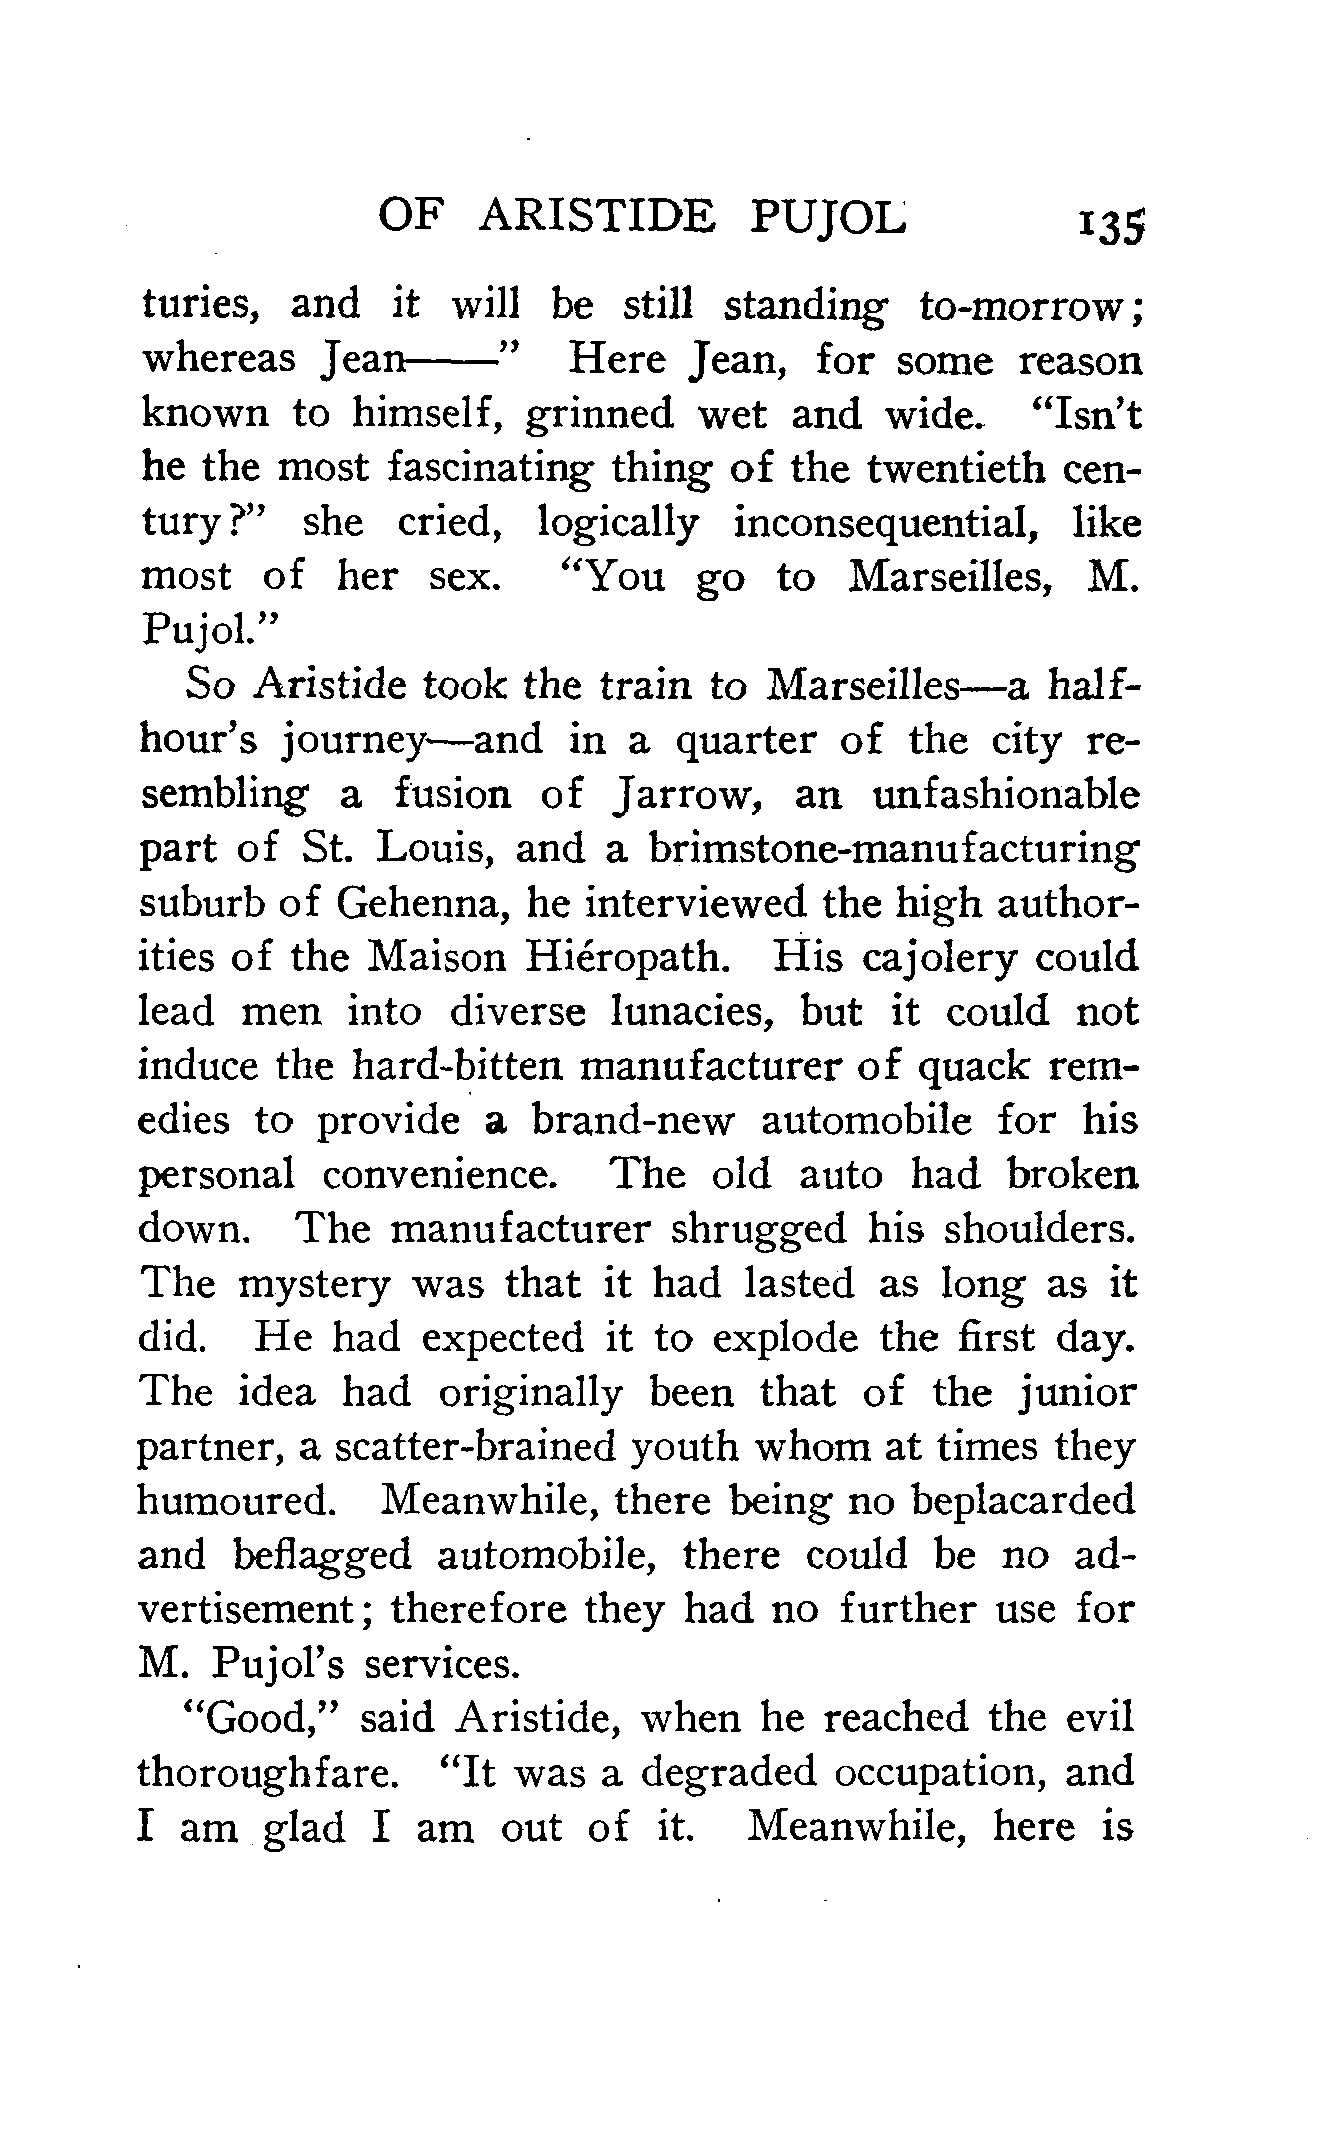 OF ARISTIDE PUJOL 135
turies, and it will be still standing to-morrow;
whereas Jean——" Here Jean, for some reason
known to himself, grinned wet and wide. "Isn't
he the most fascinating thing of the twentieth cen-
tury?" she cried, logically inconsequential, like
most of her sex. "You go to Marseilles, M.
Pujol."
So Aristide took the train to Marseilles—a half-
hour's journey—and in a quarter of the city re-
sembling a fusion of Jarrow, an unfashionable
part of St. Louis, and a brimstone-manufacturing
suburb of Gehenna, he interviewed the high author-
ities of the Maison Hiéropath. His cajolery could
lead men into diverse lunacies, but it could not
induce the hard-bitten manufacturer of quack rem-
edies to provide a brand-new automobile for his
personal convenience. The old auto had broken
down. The manufacturer shrugged his shoulders.
The mystery was that it had lasted as long as it
did. He had expected it to explode the first day.
The idea had originally been that of the junior
partner, a scatter-brained youth whom at times they
humoured. Meanwhile, there being no beplacarded
and beflagged automobile, there could be no ad-
vertisement; therefore they had no further use for
M. Pujol's services.
"Good," said Aristide, when he reached the evil
thoroughfare. "It was a degraded occupation, and
I am glad I am out of it. Meanwhile, here is